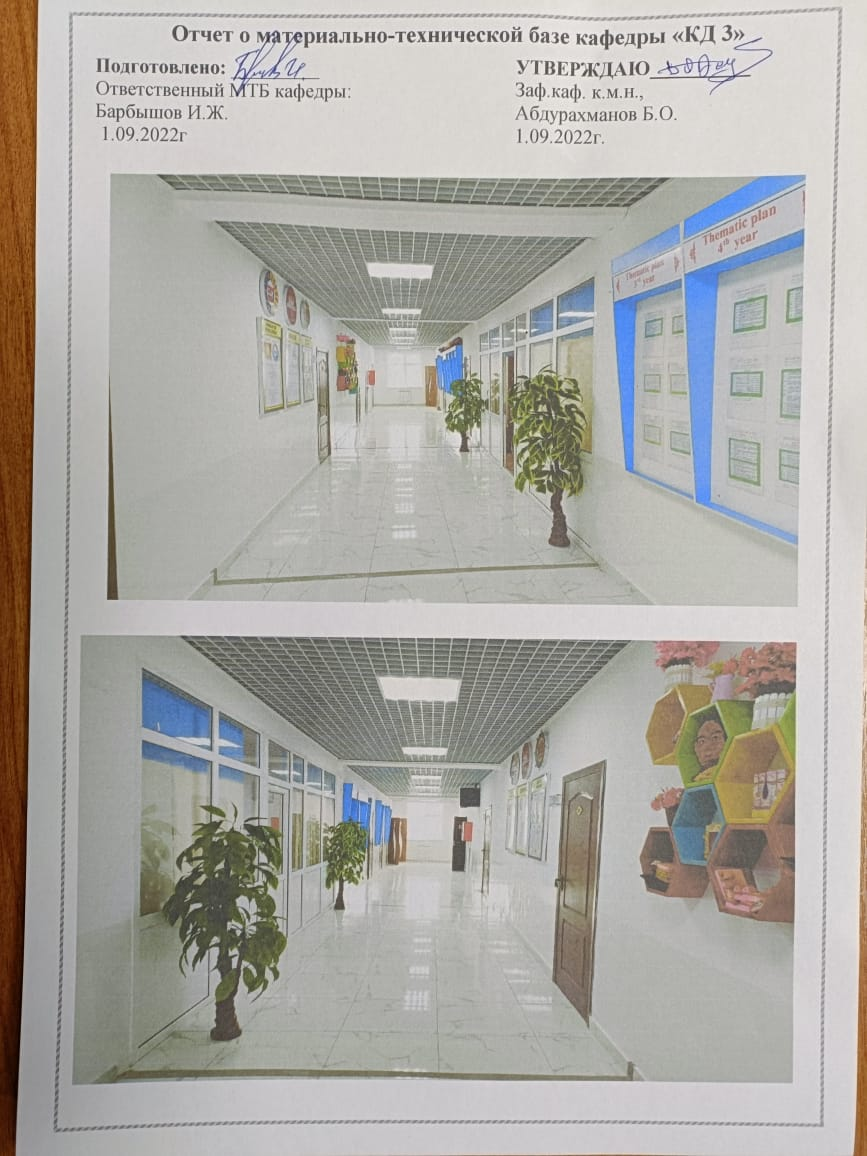 Отчет о материально-технической базе кафедры «КД 3»
Подготовлено:
Ответственный МТБ кафедры:
Барбышов И.Ж.
1.09.2022г
УТВЕРЖДАЮ
Заф.каф. к.м.н.,
Абдурахманов Б.О.
1.09.2022г.
Thematic plan
3rd year
Thematic plan
4th year